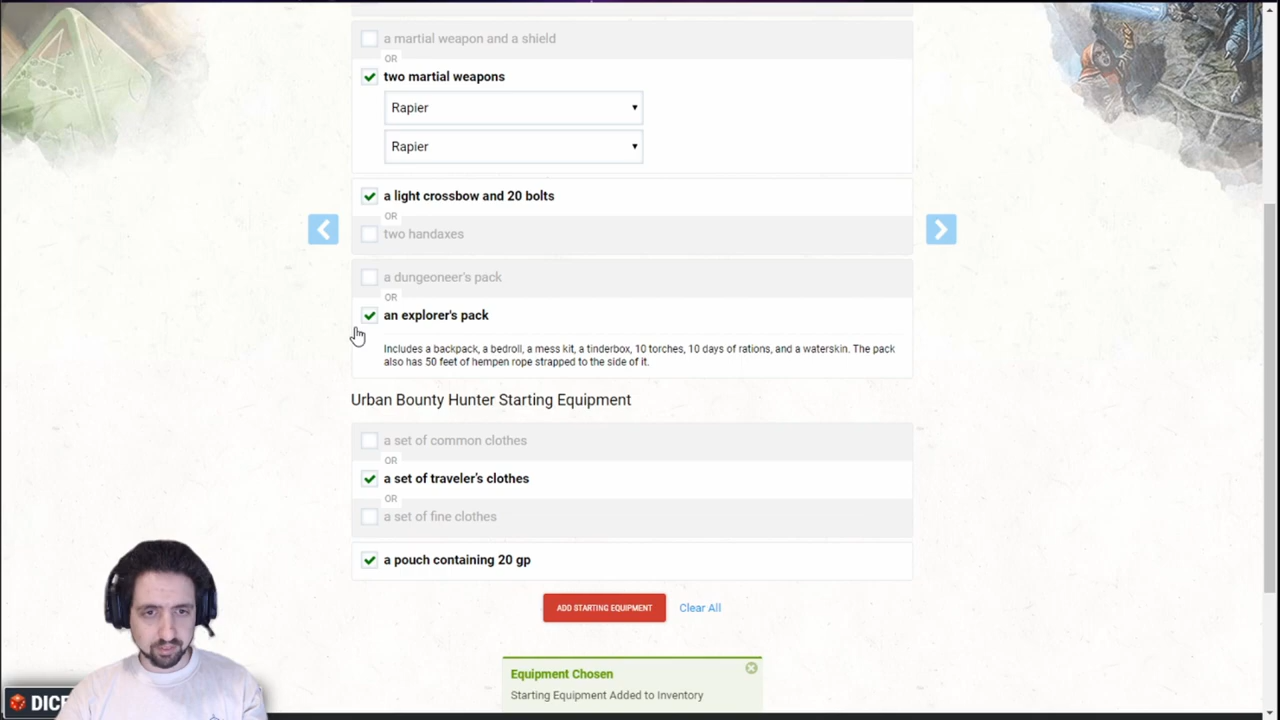 a martial weapon and a shield
OR
two martial weapons
Rapier
Rapier
a light crossbow and 20 bolts
OR
two handaxes
a dungeoneer's pack
OR
an explorer's pack
Includes a backpack, a bedroll, a mess kit, a tinderbox, 10 torches, 10 days of rations, and a waterskin. The pack
also has 50 feet of hempen rope strapped to the side of it.
Urban Bounty Hunter Starting Equipment
a set of common clothes
OR
a set of traveler's clothes
OR
a set of fine clothes
a pouch containing 20 gp
ADD STARTING EQUIPMENT
Clear All
Equipment Chosen
Starting Equipment Added to Inventory